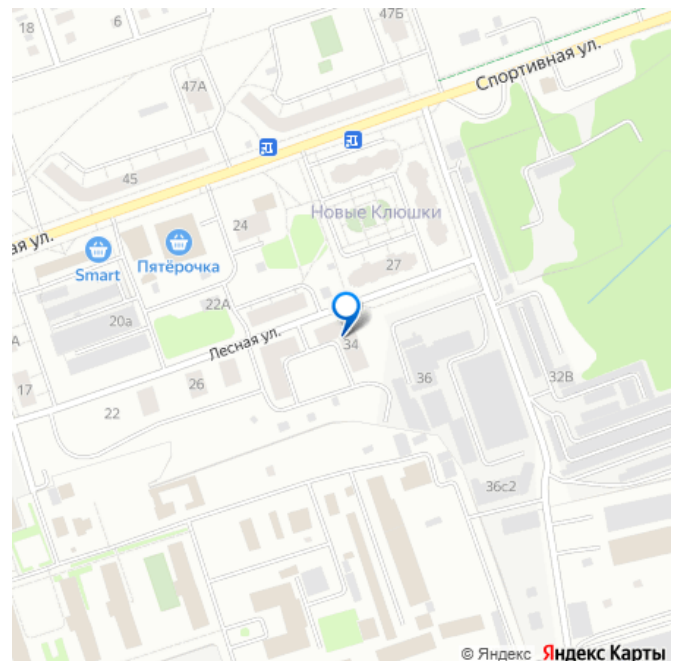 18
6
47Б
47А
Спортивная ул.
45
24
Новые Клюшки
ая ул.
Smart
Пятёрочка
27
22А
20а
Лесная ул.
34
36
32В
А
17
26
22
36с2
© Яндекс Яндекс Карты